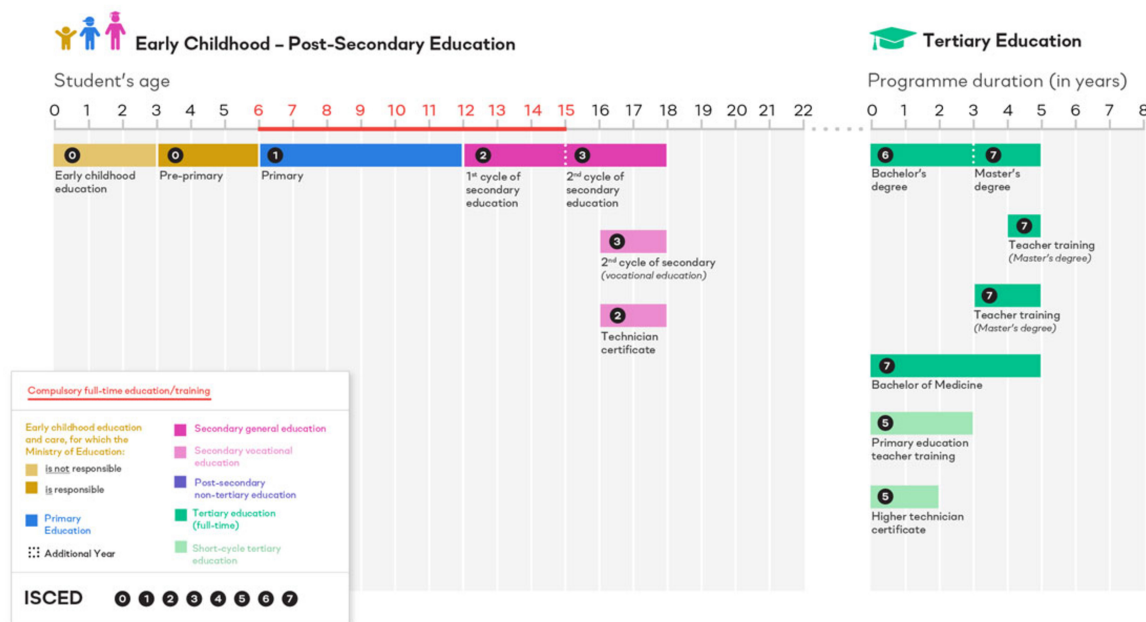 Early Childhood – Post-Secondary Education
Student's age
0 1 2 3 4 5 6 7 8 9 10 11 12 13 14 15 16 17 18 19 20 21 22
0
Early childhood
education
0
Pre-primary
1
Primary
2
1st cycle of
secondary
education
3
2nd cycle of
secondary
education
3
2nd cycle of secondary
(vocational education)
2
Technician
certificate
Tertiary Education
Programme duration (in years)
0 1 2 3 4 5 6 7 8
6
Bachelor's
degree
7
Master's
degree
7
Teacher training
(Master's degree)
7
Teacher training
(Master's degree)
7
Bachelor of Medicine
5
Primary education
teacher training
5
Higher technician
certificate
Compulsory full-time education/training
Early childhood education
and care, for which the
Ministry of Education:
is not responsible
is responsible
Primary
Education
Additional Year
Secondary general education
Secondary vocational
education
Post-secondary
non-tertiary education
Tertiary education
(full-time)
Short-cycle tertiary
education
ISCED 0 1 2 3 4 5 6 7